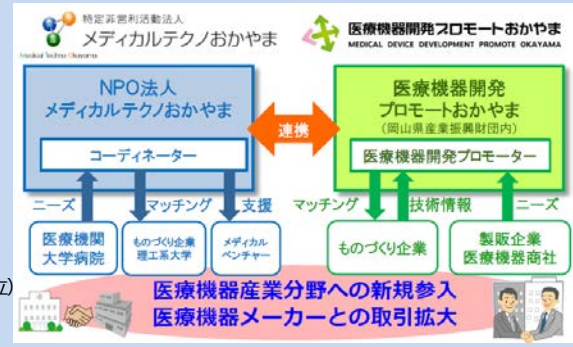 特定非営利活動法人
メディカルテクノおかやま
Medical Techno Okayama
医療機器開発プロモートおかやま
MEDICAL DEVICE DEVELOPMENT PROMOTE OKAYAMA
NPO法人
メディカルテクノおかやま
コーディネーター
連携
医療機器開発
プロモートおかやま
(岡山県産業振興財団内)
医療機器開発プロモーター
ニーズ
マッチング
支援
マッチング
技術情報
ニーズ
医療機関
大学病院
ものづくり企業
理工系大学
メディカル
ベンチャー
ものづくり企業
製販企業
医療機器商社
立)
医療機器産業分野への新規参入
医療機器メーカーとの取引拡大